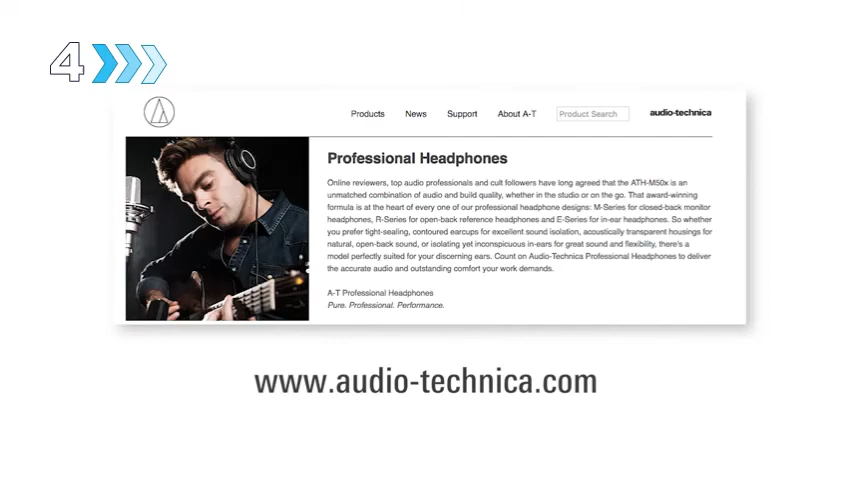 4
Products News Support About A-T Product Search audio-technica
Professional Headphones
Online reviewers, top audio professionals and cult followers have long agreed that the ATH-M50x is an
unmatched combination of audio and build quality, whether in the studio or on the go. That award-winning
formula is at the heart of every one of our professional headphone designs: M-Series for closed-back monitor
headphones, R-Series for open-back reference headphones and E-Series for in-ear headphones. So whether
you prefer tight-sealing, contoured earcups for excellent sound isolation, acoustically transparent housings for
natural, open-back sound, or isolating yet inconspicuous in-ears for great sound and flexibility, there's a
model perfectly suited for your discerning ears. Count on Audio-Technica Professional Headphones to deliver
the accurate audio and outstanding comfort your work demands.
A-T Professional Headphones
Pure. Professional. Performance.
www.audio-technica.com